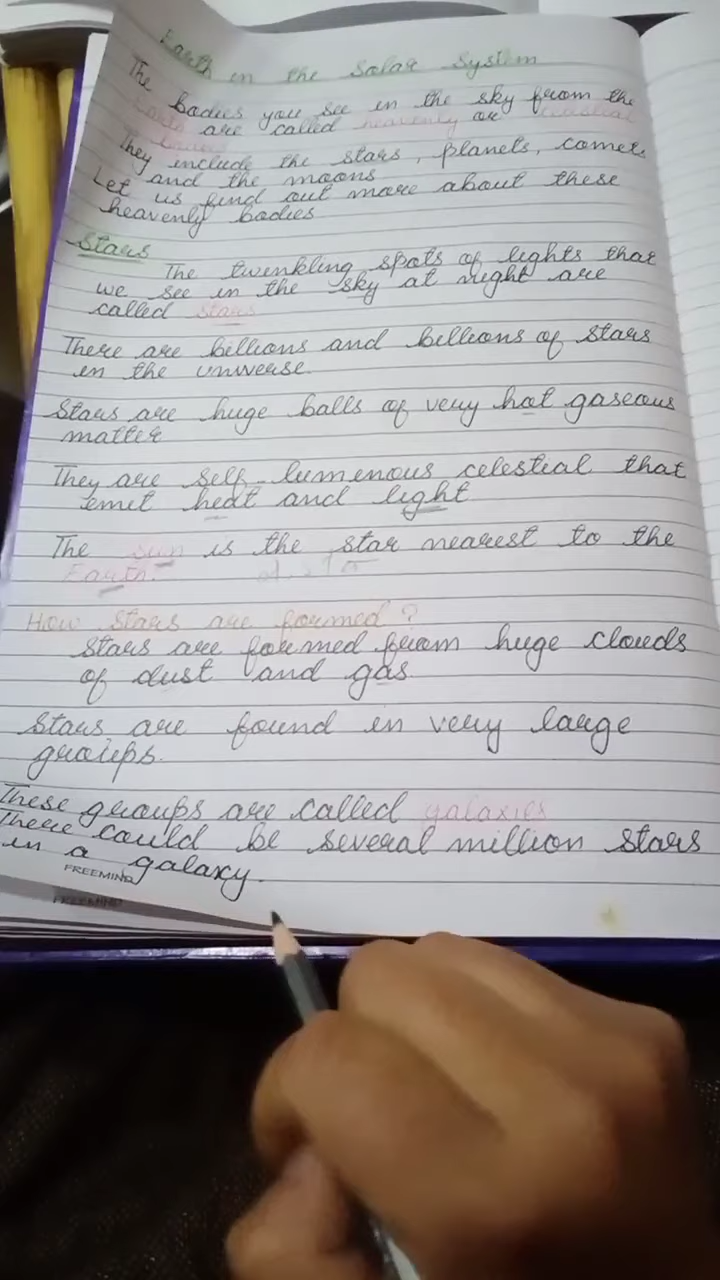 Earth in the Solar System
The bodies you see in the sky from the
Earth are called heavenly or celestial
bodies
They include the stars, planets, comets
and the moons
Let us find out more about these
heavenly bodies
Stars
The twinkling spots of lights that
we see in the sky at night are
called stars
There are billions and billions of stars
in the universe.
Stars are huge balls of very hot gaseous
matter
They are self-lumenous celestial that
emit heat and light
The sun is the star nearest to the
Earth.
How stars are formed?
Stars are formed from huge clouds
of dust and gas
Stars are found in very large
groups.
These groups are called galaxies
There could be several million stars
in a galaxy.
FREEMIND
FREEMIND